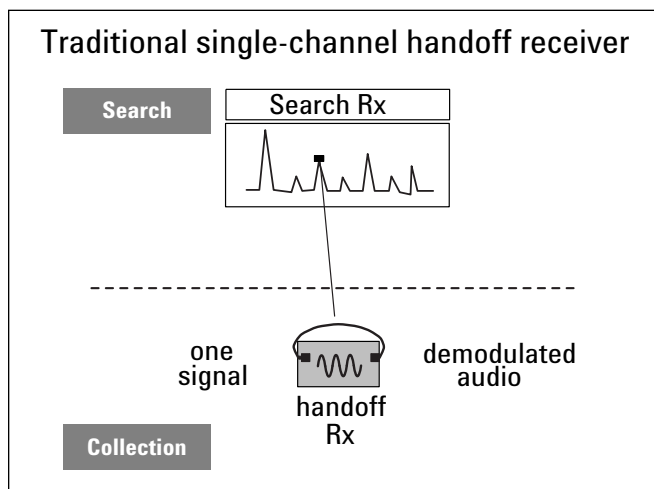 Traditional single-channel handoff receiver
Search
Search Rx
one
signal
demodulated
audio
handoff
Rx
Collection